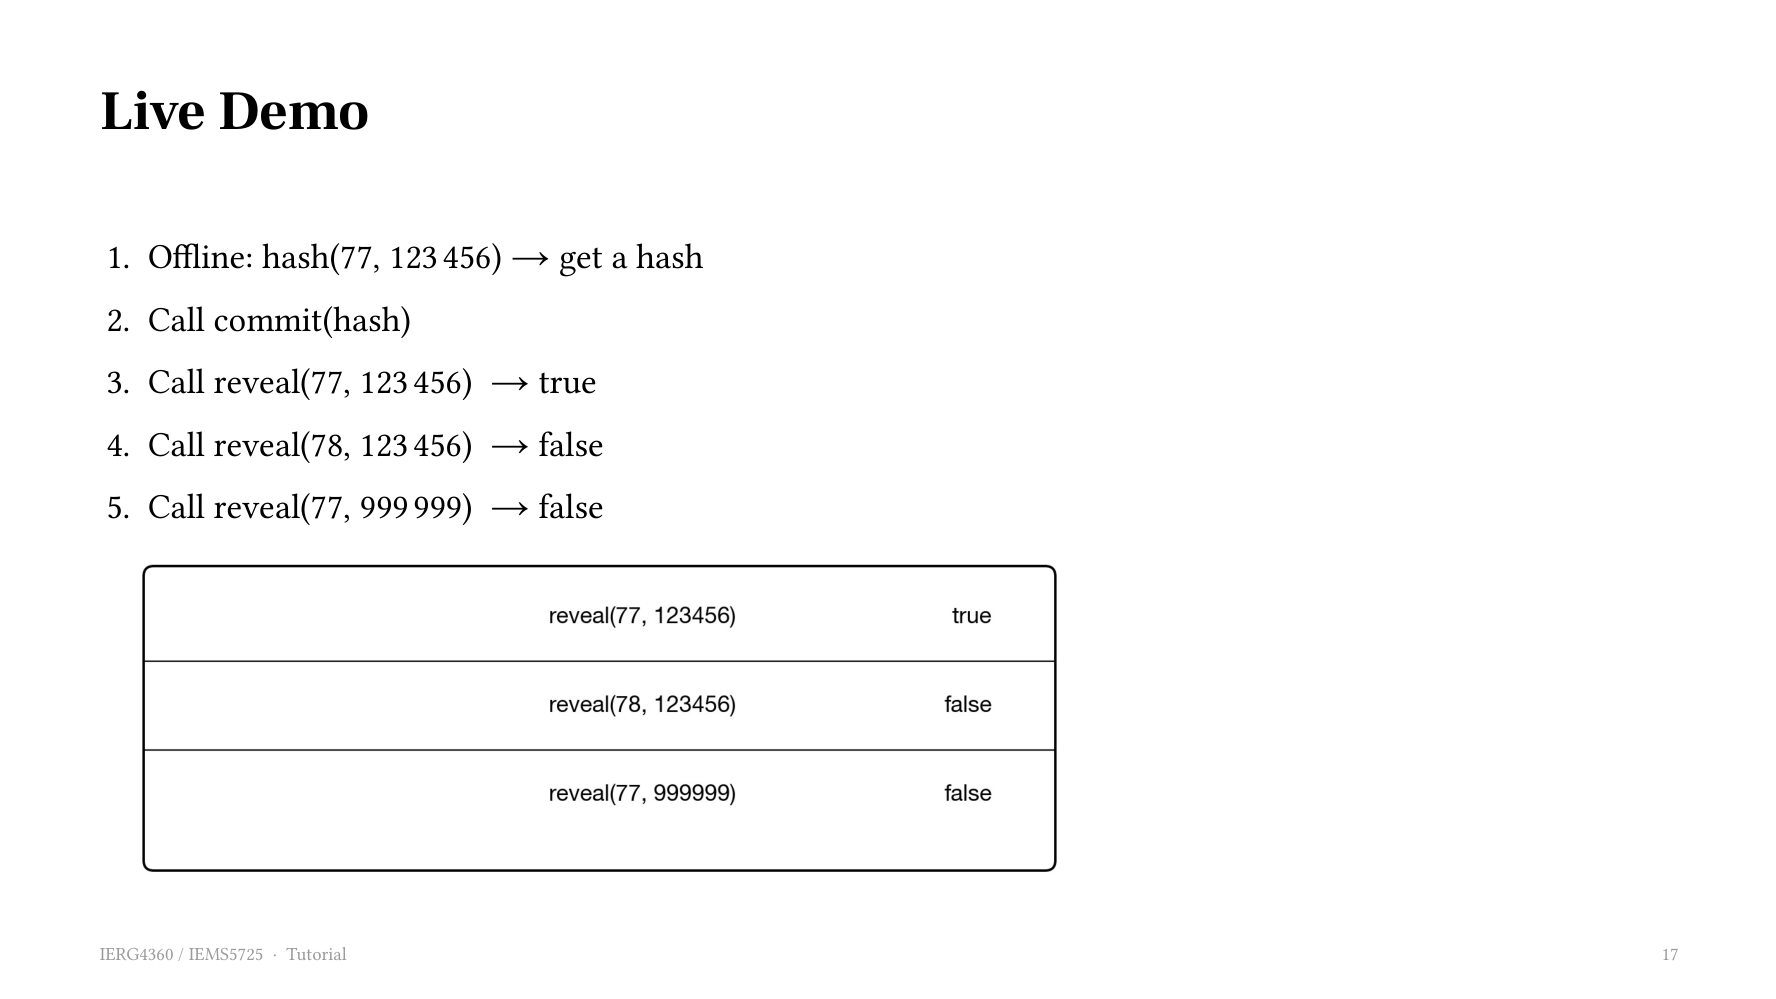 Live Demo
1. Offline: hash(77, 123 456) ⟶ get a hash
2. Call commit(hash)
3. Call reveal(77, 123 456) ⟶ true
4. Call reveal(78, 123 456) ⟶ false
5. Call reveal(77, 999 999) ⟶ false
reveal(77, 123456) true
reveal(78, 123456) false
reveal(77, 999999) false
IERG4360 / IEMS5725 · Tutorial 17